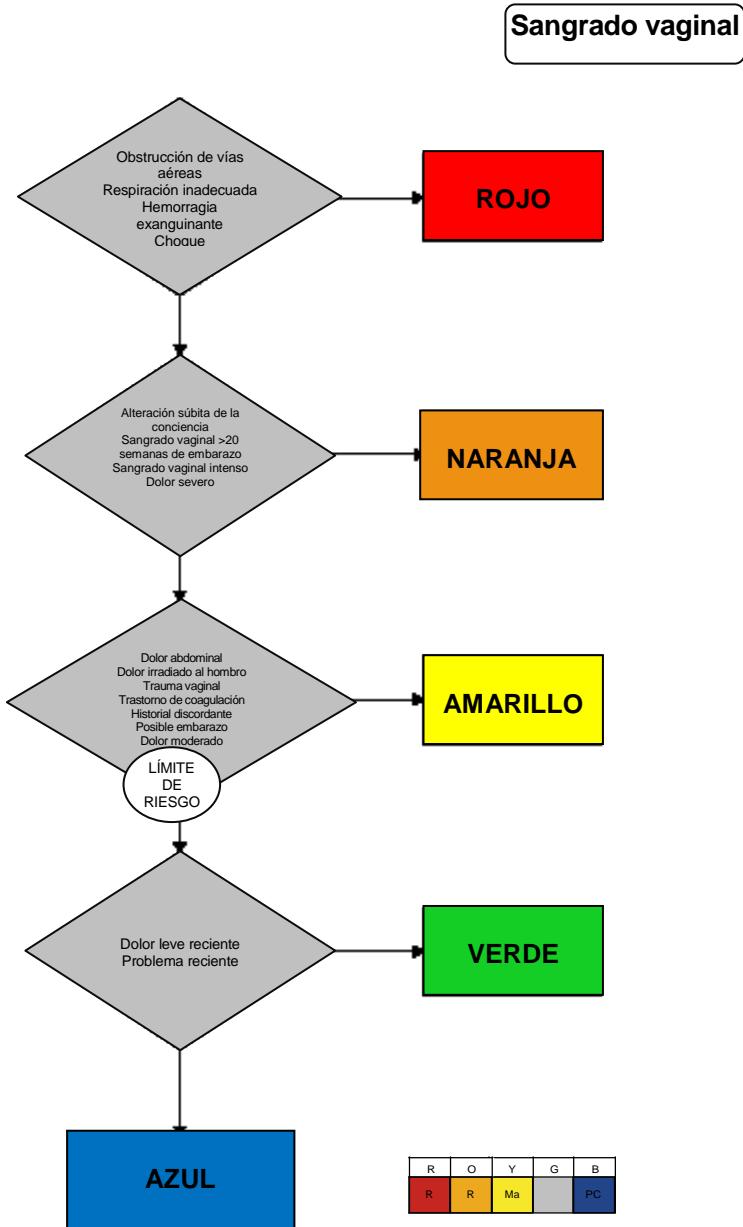 Sangrado vaginal
Obstrucción de vías
aéreas
Respiración inadecuada
Hemorragia
exanguinante
Choque
ROJO
Alteración súbita de la
conciencia
Sangrado vaginal >20
semanas de embarazo
Sangrado vaginal intenso
Dolor severo
NARANJA
Dolor abdominal
Dolor irradiado al hombro
Trauma vaginal
Trastorno de coagulación
Historial discordante
Posible embarazo
Dolor moderado
AMARILLO
LÍMITE
DE
RIESGO
Dolor leve reciente
Problema reciente
VERDE
AZUL
R O Y G B
R R Ma PC